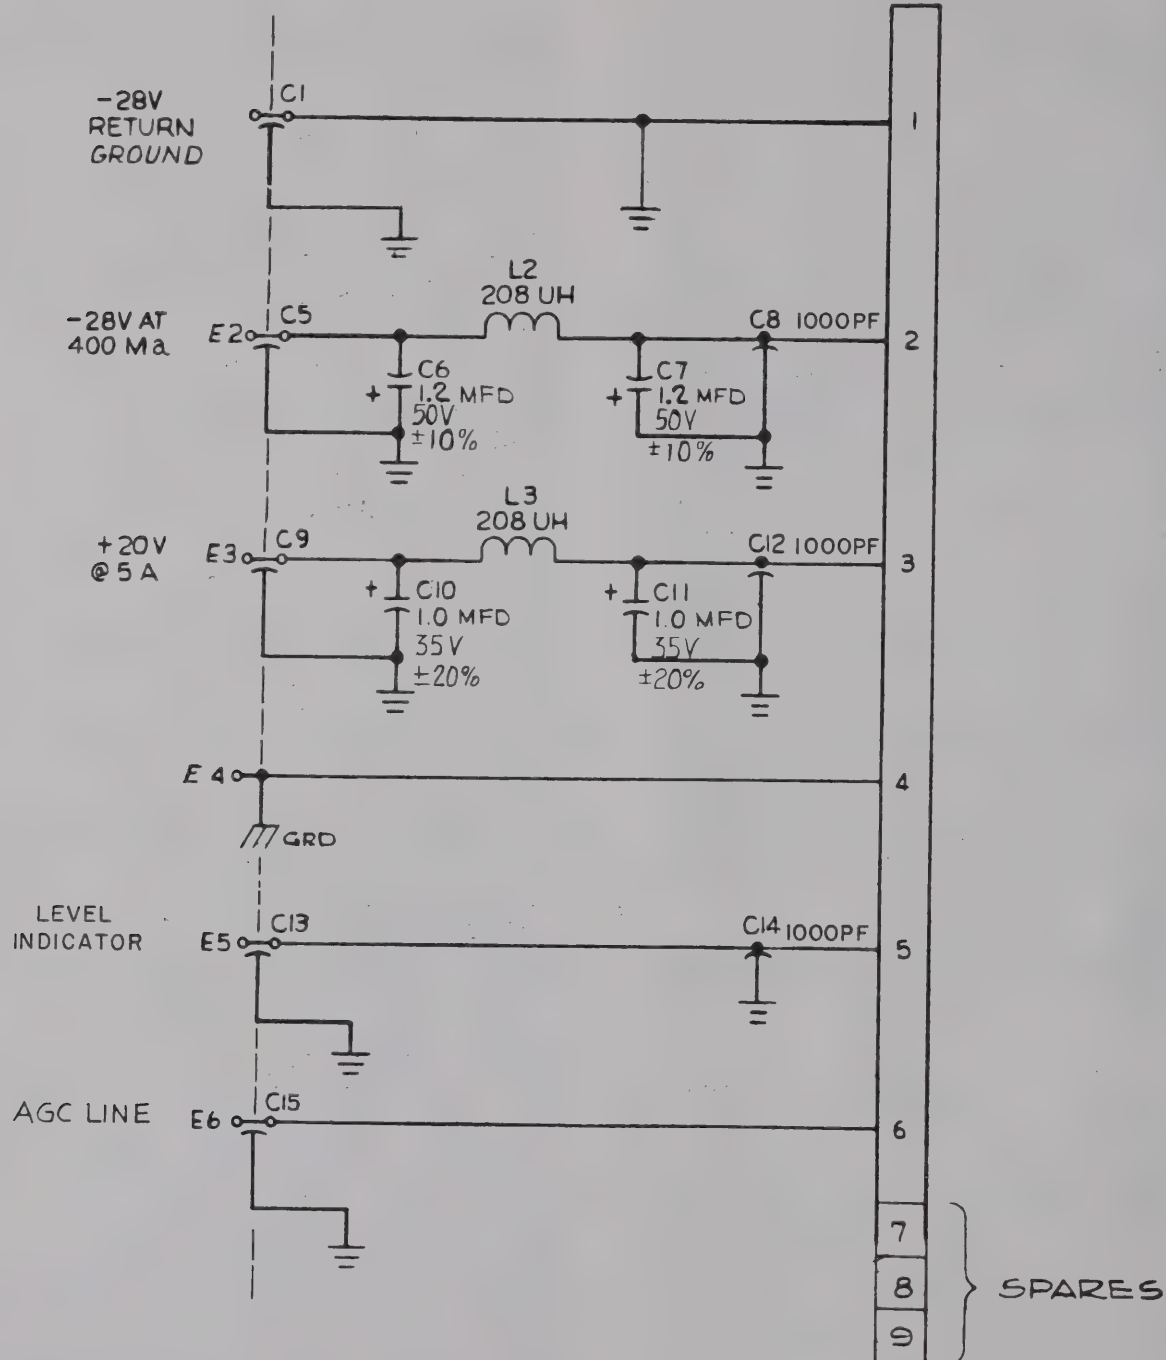 -28V
RETURN
GROUND
C1
1
-28V AT
400 Ma
E2
C5
L2
208 UH
C8 1000PF
2
+
C6
1.2 MFD
50V
±10%
+
C7
1.2 MFD
50V
±10%
+20V
@ 5 A
E3
C9
L3
208 UH
C12 1000PF
3
+
C10
1.0 MFD
35V
±20%
+
C11
1.0 MFD
35V
±20%
E4
4
GRD
LEVEL
INDICATOR
E5
C13
C14 1000PF
5
AGC LINE
E6
C15
6
7
8
9
SPARES